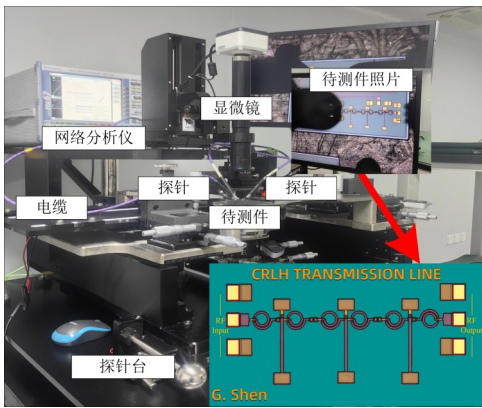 待测件照片
显微镜
网络分析仪
探针
探针
电缆
待测件
CRLH TRANSMISSION LINE
RF
Input
RF
Output
探针台
G. Shen